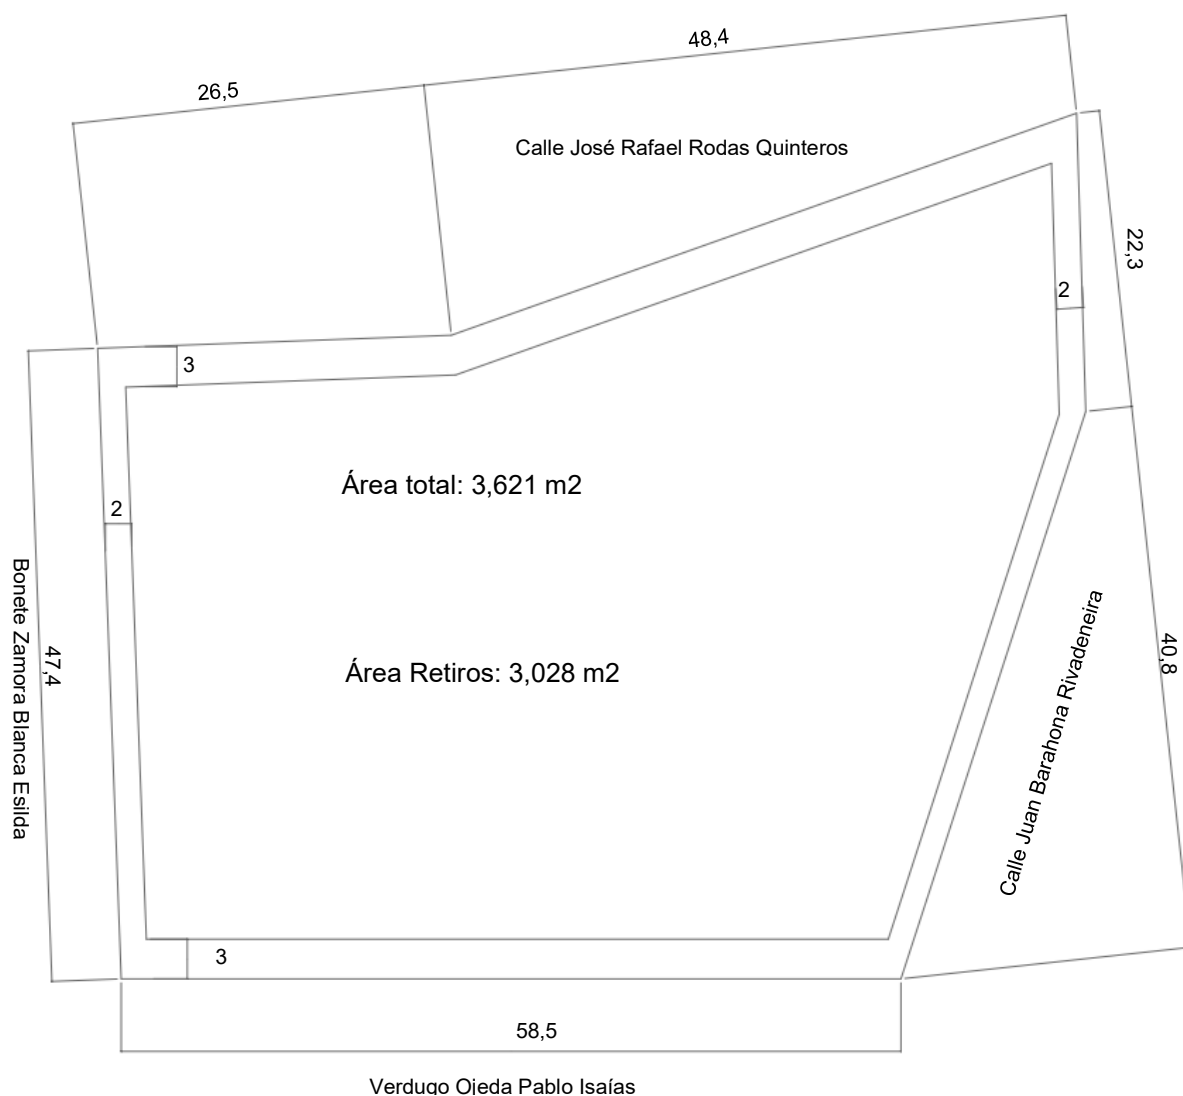 48,4
26,5
Calle José Rafael Rodas Quinteros
22,3
2
3
Área total: 3,621 m2
2
Bonete Zamora Blanca Esilda
47,4
Área Retiros: 3,028 m2
40,8
Calle Juan Barahona Rivadeneira
3
58,5
Verdugo Ojeda Pablo Isaías